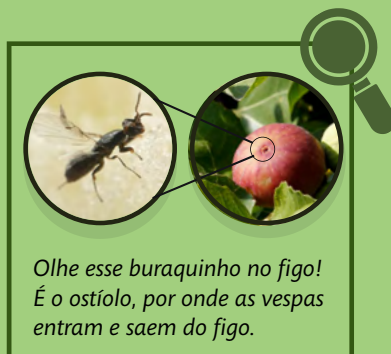 Olhe esse buraquinho no figo!
É o ostíolo, por onde as vespas
entram e saem do figo.